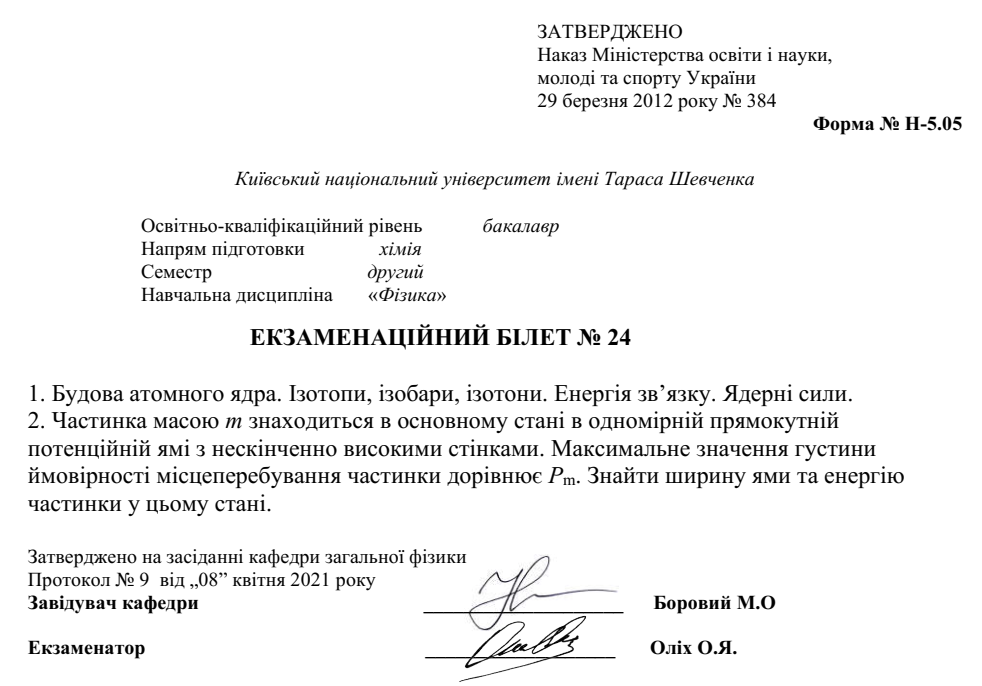 ЗАТВЕРДЖЕНО
Наказ Міністерства освіти і науки,
молоді та спорту України
29 березня 2012 року № 384
Форма № Н-5.05
Київський національний університет імені Тараса Шевченка
Освітньо-кваліфікаційний рівень бакалавр
Напрям підготовки хімія
Семестр другий
Навчальна дисципліна «Фізика»
ЕКЗАМЕНАЦІЙНИЙ БІЛЕТ № 24
1. Будова атомного ядра. Ізотопи, ізобари, ізотони. Енергія зв’язку. Ядерні сили.
2. Частинка масою m знаходиться в основному стані в одномірній прямокутній
потенційній ямі з нескінченно високими стінками. Максимальне значення густини
ймовірності місцеперебування частинки дорівнює Pm. Знайти ширину ями та енергію
частинки у цьому стані.
Затверджено на засіданні кафедри загальної фізики
Протокол № 9 від „08” квітня 2021 року
Завідувач кафедри Боровий М.О
Екзаменатор Оліх О.Я.